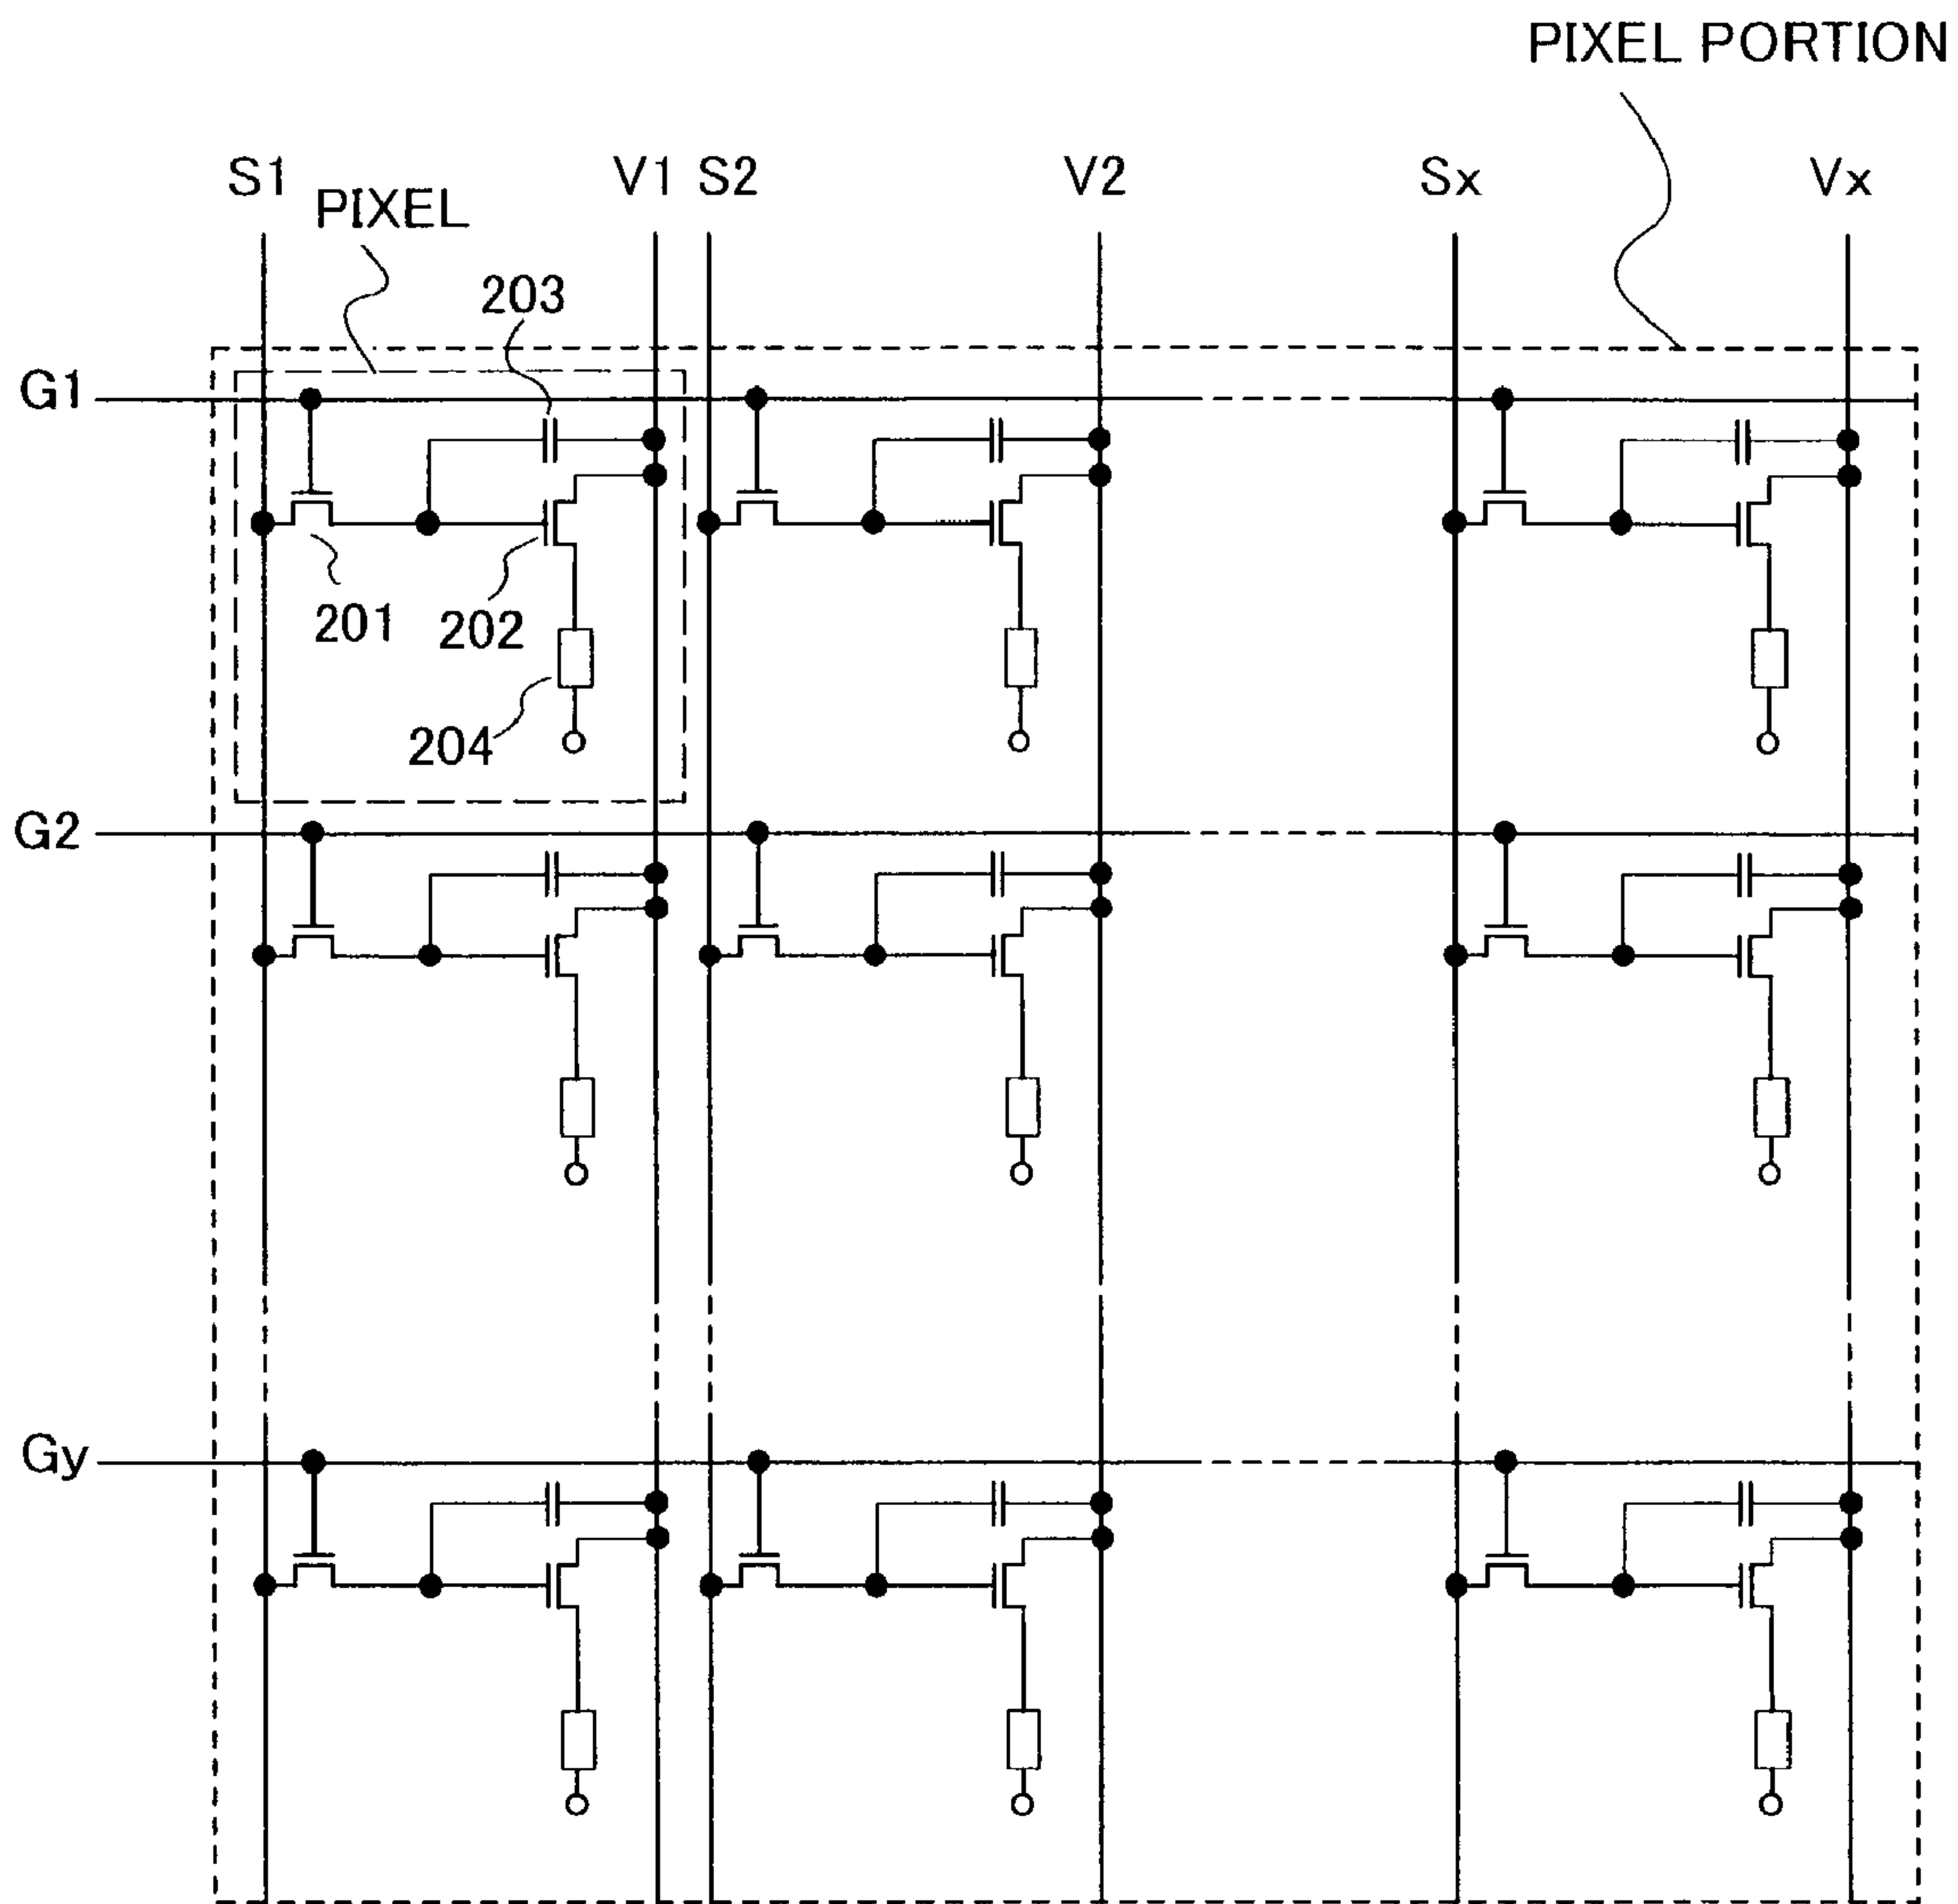 PIXEL PORTION
S1
V1
S2
V2
Sx
Vx
PIXEL
203
G1
201
202
204
G2
Gy